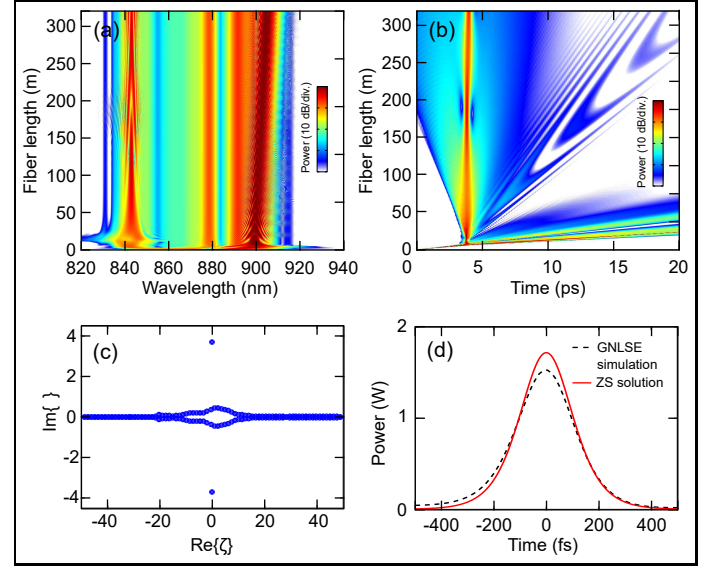 (a)
Fiber length (m)
300
250
200
150
100
50
0
820 840 860 880 900 920 940
Wavelength (nm)
Power (10 dB/div.)
(b)
Fiber length (m)
300
250
200
150
100
50
0
0 5 10 15 20
Time (ps)
Power (10 dB/div.)
(c)
Im{ }
4
2
0
-2
-4
-40 -20 0 20 40
Re{ζ}
(d)
Power (W)
2
1
0
-400 -200 0 200 400
Time (fs)
GNLSE
simulation
ZS solution